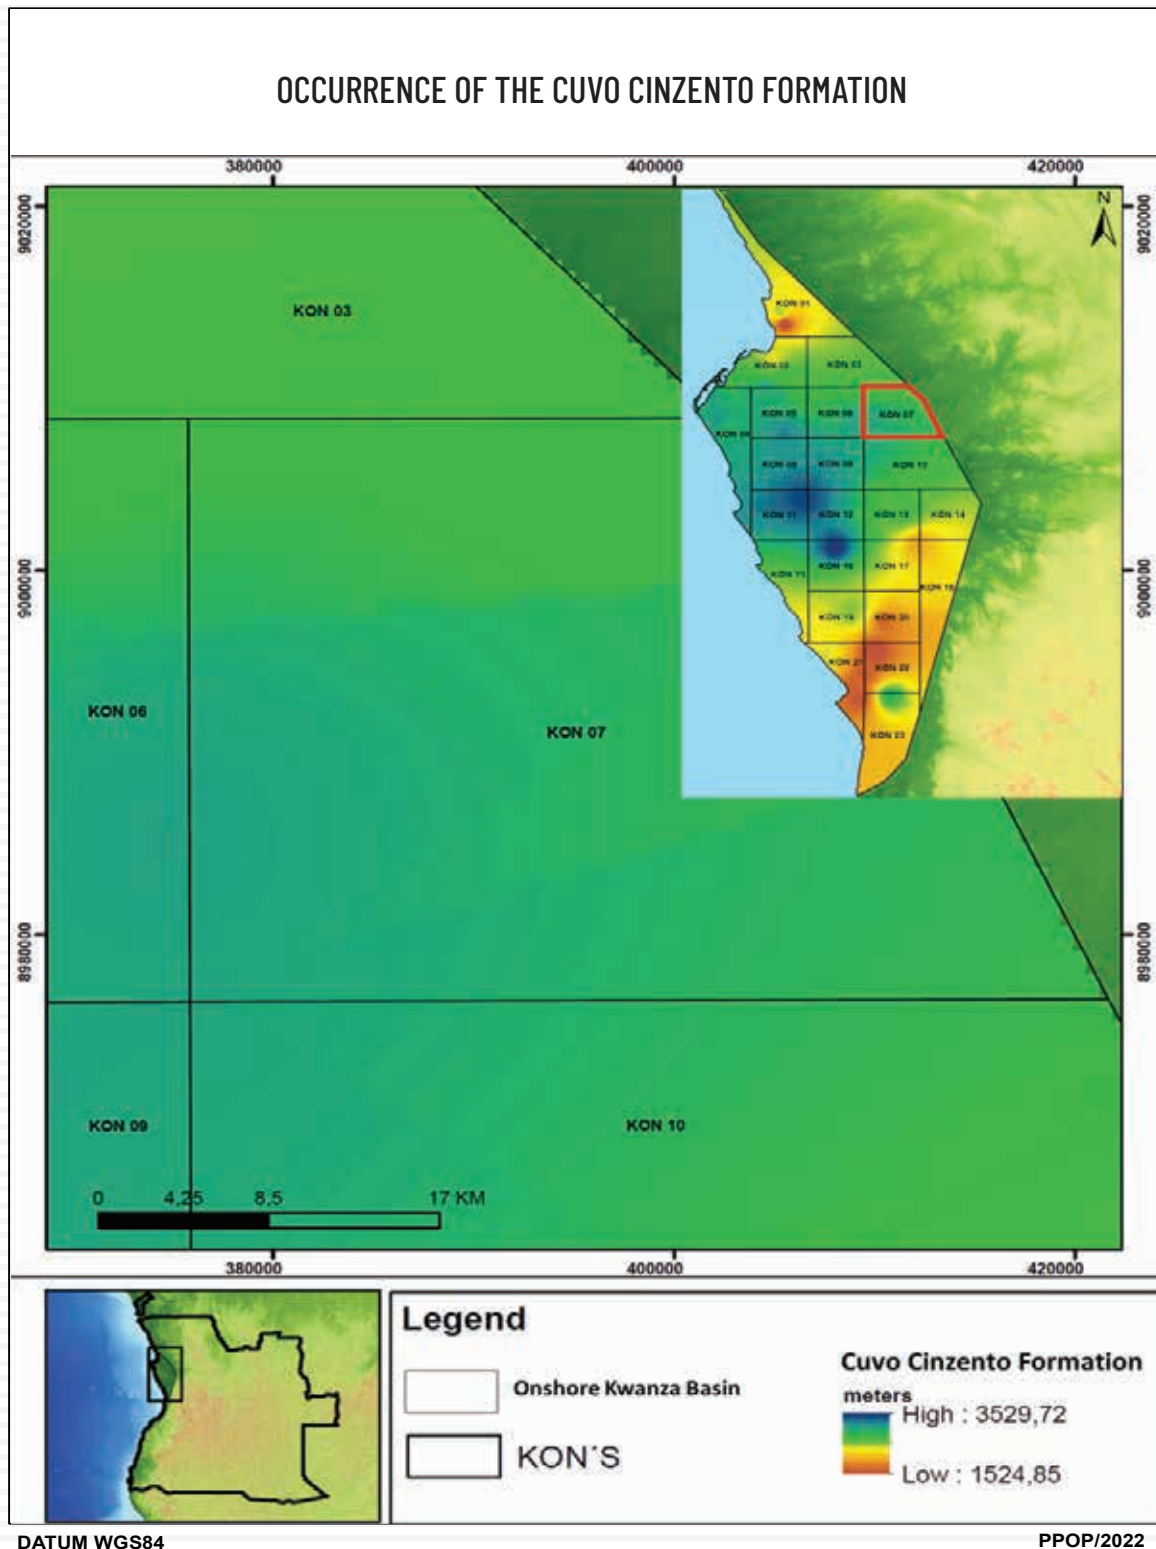 OCCURRENCE OF THE CUVO CINZENTO FORMATION
380000 400000 420000
9020000 9020000
N
KON 03
KON 01
KON 02 KON 03
KON 05 KON 06 KON 07
KON 04
KON 08 KON 09 KON 10
KON 11 KON 12 KON 13 KON 14
9000000 9000000
KON 15 KON 16 KON 17
KON 18
KON 19 KON 20
KON 21 KON 22
KON 23
KON 06
KON 07
8980000 8980000
KON 09
KON 10
0 4,25 8,5 17 KM
380000 400000 420000
Legend
Onshore Kwanza Basin
KON´S
Cuvo Cinzento Formation
meters
High : 3529,72
Low : 1524,85
DATUM WGS84
PPOP/2022